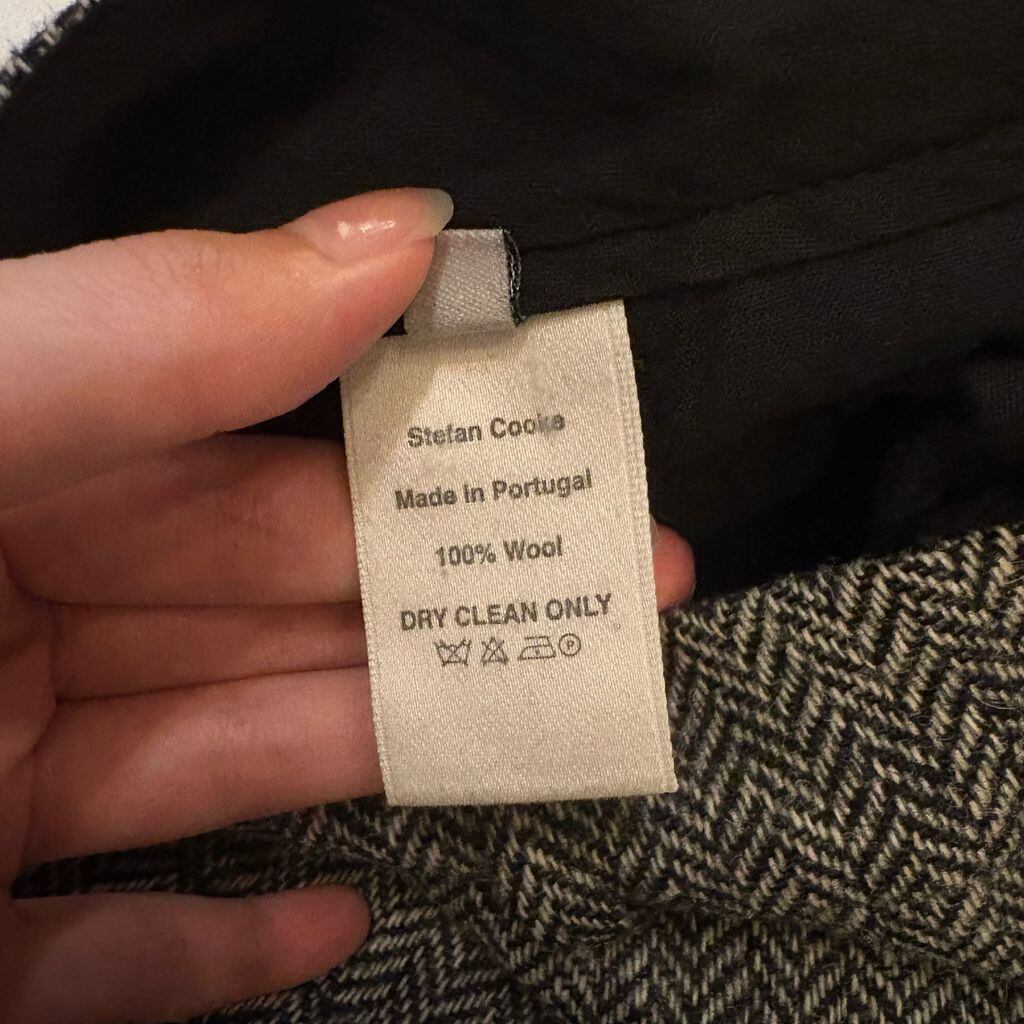 Stefan Cooke
Made in Portugal
100% Wool
DRY CLEAN ONLY